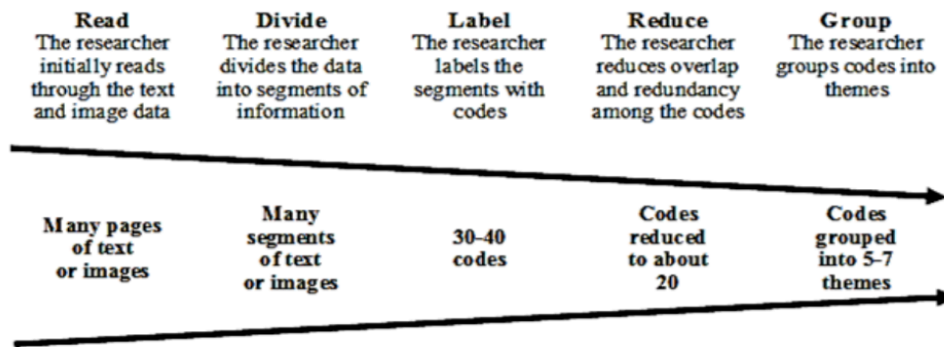 Read
The researcher
initially reads
through the text
and image data
Divide
The researcher
divides the data
into segments of
information
Label
The researcher
labels the
segments with
codes
Reduce
The researcher
reduces overlap
and redundancy
among the codes
Group
The researcher
groups codes into
themes
Many pages
of text
or images
Many
segments
of text
or images
30-40
codes
Codes
reduced
to about
20
Codes
grouped
into 5-7
themes